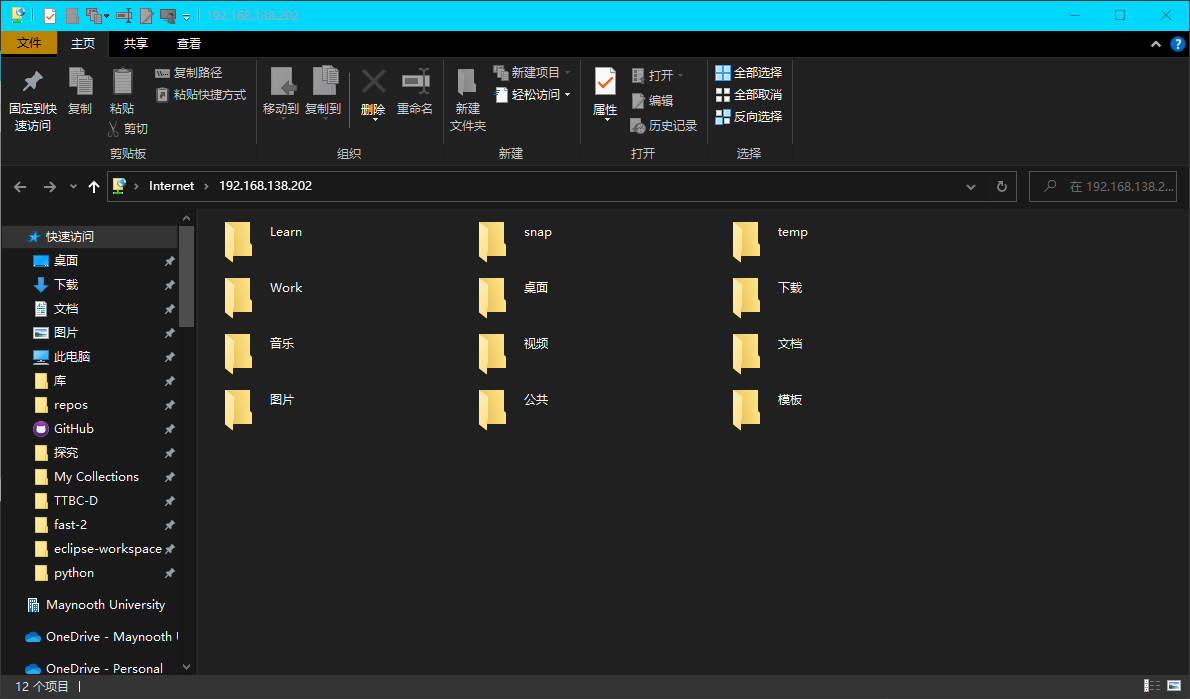 192.168.138.202
文件 主页 共享 查看
固定到快速访问
复制
粘贴
复制路径
粘贴快捷方式
剪切
剪贴板
移动到
复制到
删除
重命名
组织
新建文件夹
新建项目
轻松访问
新建
属性
打开
编辑
历史记录
打开
全部选择
全部取消
反向选择
选择
Internet 192.168.138.202
在 192.168.138.2...
快速访问
桌面
下载
文档
图片
此电脑
库
repos
GitHub
探究
My Collections
TTBC-D
fast-2
eclipse-workspace
python
Maynooth University
OneDrive - Maynooth U
OneDrive - Personal
Learn snap temp
Work 桌面 下载
音乐 视频 文档
图片 公共 模板
12 个项目